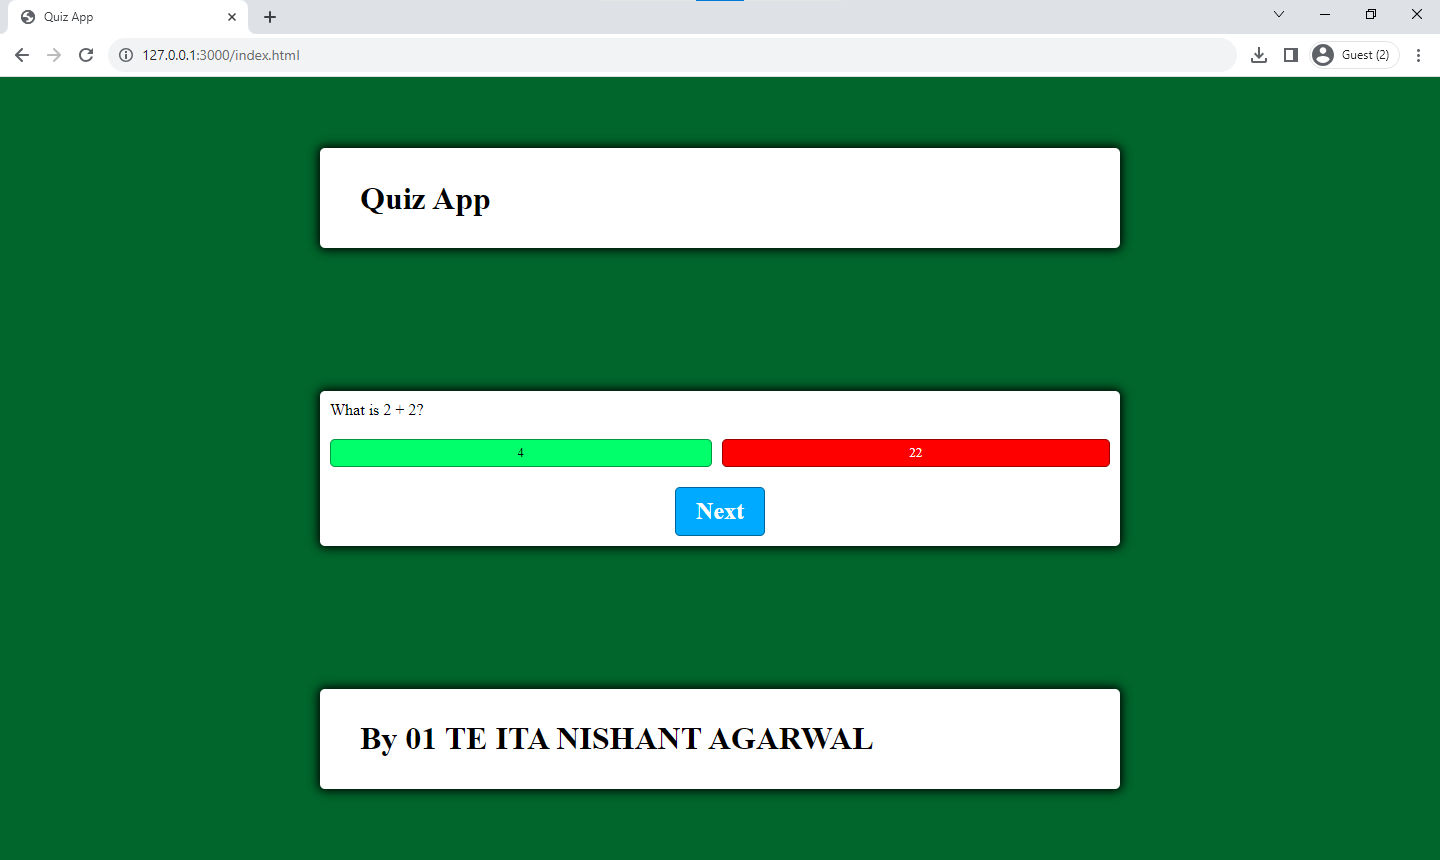 Quiz App
127.0.0.1:3000/index.html
Guest (2)
Quiz App
What is 2 + 2?
4
22
Next
By 01 TE ITA NISHANT AGARWAL